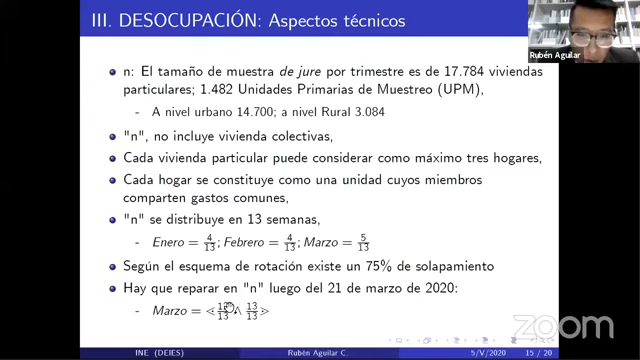 III. DESOCUPACIÓN: Aspectos técnicos
Rubén Aguilar
n: El tamaño de muestra de jure por trimestre es de 17.784 viviendas
particulares; 1.482 Unidades Primarias de Muestreo (UPM),
- A nivel urbano 14.700; a nivel Rural 3.084
"n", no incluye vivienda colectivas,
Cada vivienda particular puede considerar como máximo tres hogares,
Cada hogar se constituye como una unidad cuyos miembros
comparten gastos comunes,
"n" se distribuye en 13 semanas,
- Enero = 4/13; Febrero = 4/13; Marzo = 5/13
Según el esquema de rotación existe un 75% de solapamiento
Hay que reparar en "n" luego del 21 de marzo de 2020:
- Marzo = < /13 ∧ 13/13 >
zoom
INE (DEIES) Rubén Aguilar C. 5/V/2020 15 / 20